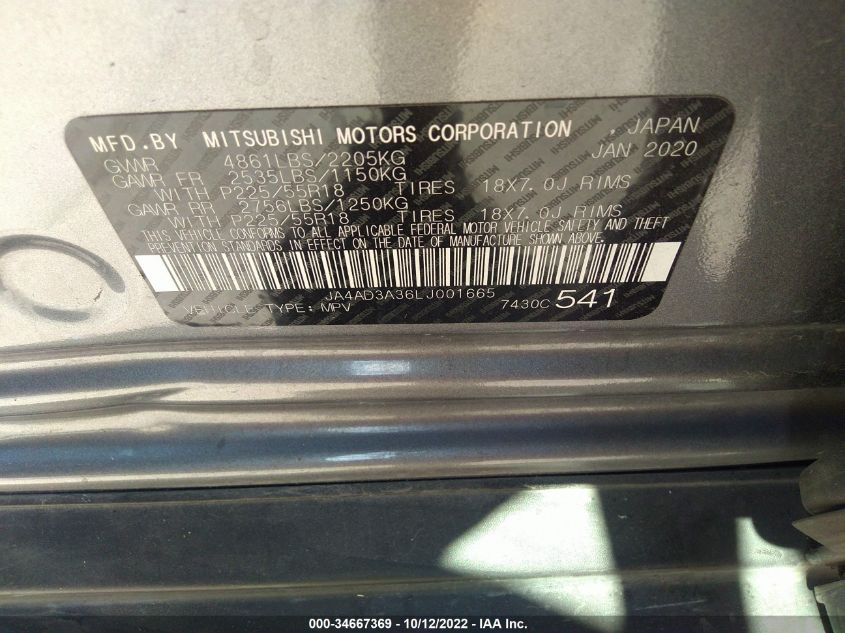 MFD.BY MITSUBISHI MOTORS CORPORATION , JAPAN
GVWR 4861LBS/2205KG JAN 2020
GAWR FR 2535LBS/1150KG
WITH P225/55R18 TIRES 18X7.0J RIMS
GAWR RR 2756LBS/1250KG
WITH P225/55R18 TIRES 18X7.0J RIMS
THIS VEHICLE CONFORMS TO ALL APPLICABLE FEDERAL MOTOR VEHICLE SAFETY AND THEFT
PREVENTION STANDARDS IN EFFECT ON THE DATE OF MANUFACTURE SHOWN ABOVE.
JA4AD3A36LJ001665
VEHICLE TYPE: MPV 7430C 541
000-34667369 - 10/12/2022 - IAA Inc.